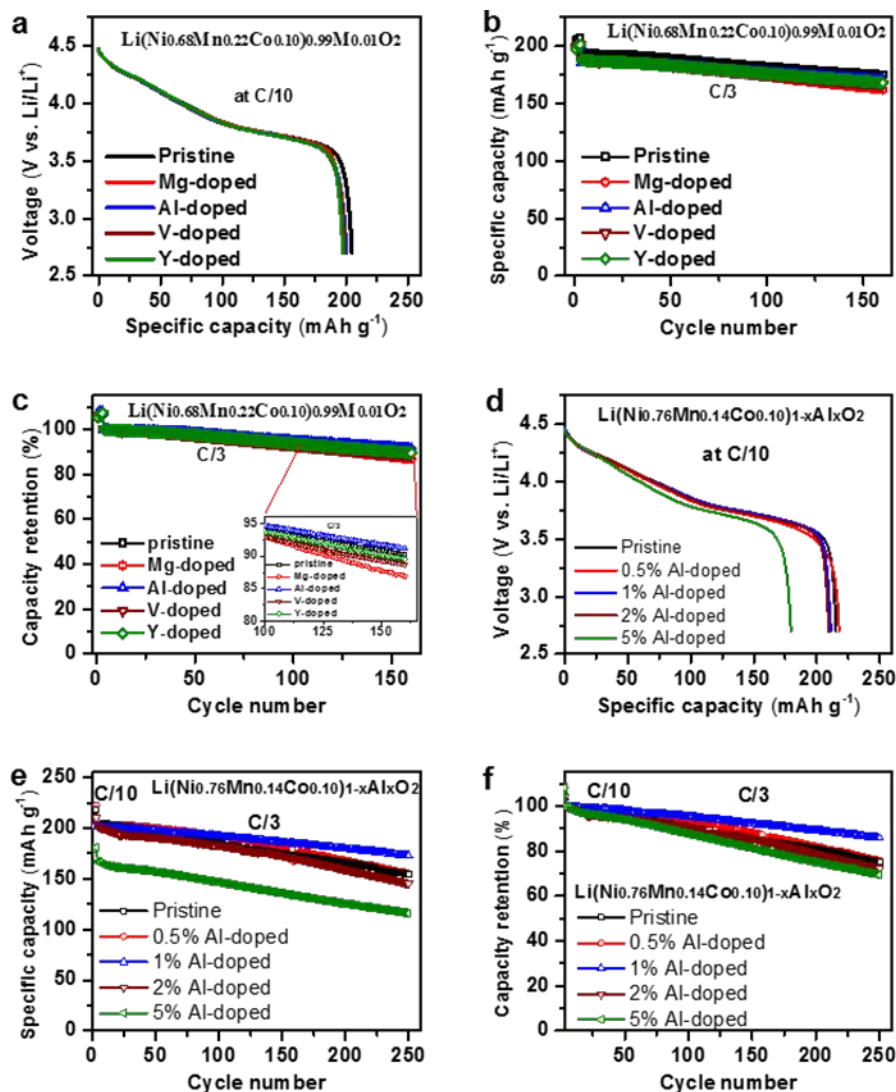 a
Li(Ni0.68Mn0.22Co0.10)0.99M0.01O2
4.5
4.0
3.5
3.0
2.5
Voltage (V vs. Li/Li+)
at C/10
Pristine
Mg-doped
Al-doped
V-doped
Y-doped
0 50 100 150 200 250
Specific capacity (mAh g-1)
b
Li(Ni0.68Mn0.22Co0.10)0.99M0.01O2
200
150
100
50
0
Specific capacity (mAh g-1)
C/3
Pristine
Mg-doped
Al-doped
V-doped
Y-doped
0 50 100 150
Cycle number
c
Li(Ni0.68Mn0.22Co0.10)0.99M0.01O2
120
100
80
60
40
20
0
Capacity retention (%)
C/3
pristine
Mg-doped
Al-doped
V-doped
Y-doped
95
90
85
80
C/3
pristine
Mg-doped
Al-doped
V-doped
Y-doped
100 125 150
0 50 100 150
Cycle number
d
Li(Ni0.76Mn0.14Co0.10)1-xAlxO2
4.5
4.0
3.5
3.0
2.5
Voltage (V vs. Li/Li+)
at C/10
Pristine
0.5% Al-doped
1% Al-doped
2% Al-doped
5% Al-doped
0 50 100 150 200 250
Specific capacity (mAh g-1)
e
250
200
150
100
50
0
Specific capacity (mAh g-1)
Li(Ni0.76Mn0.14Co0.10)1-xAlxO2
C/10
C/3
Pristine
0.5% Al-doped
1% Al-doped
2% Al-doped
5% Al-doped
0 50 100 150 200 250
Cycle number
f
120
100
80
60
40
20
0
Capacity retention (%)
C/10
C/3
Li(Ni0.76Mn0.14Co0.10)1-xAlxO2
Pristine
0.5% Al-doped
1% Al-doped
2% Al-doped
5% Al-doped
50 100 150 200 250
Cycle number